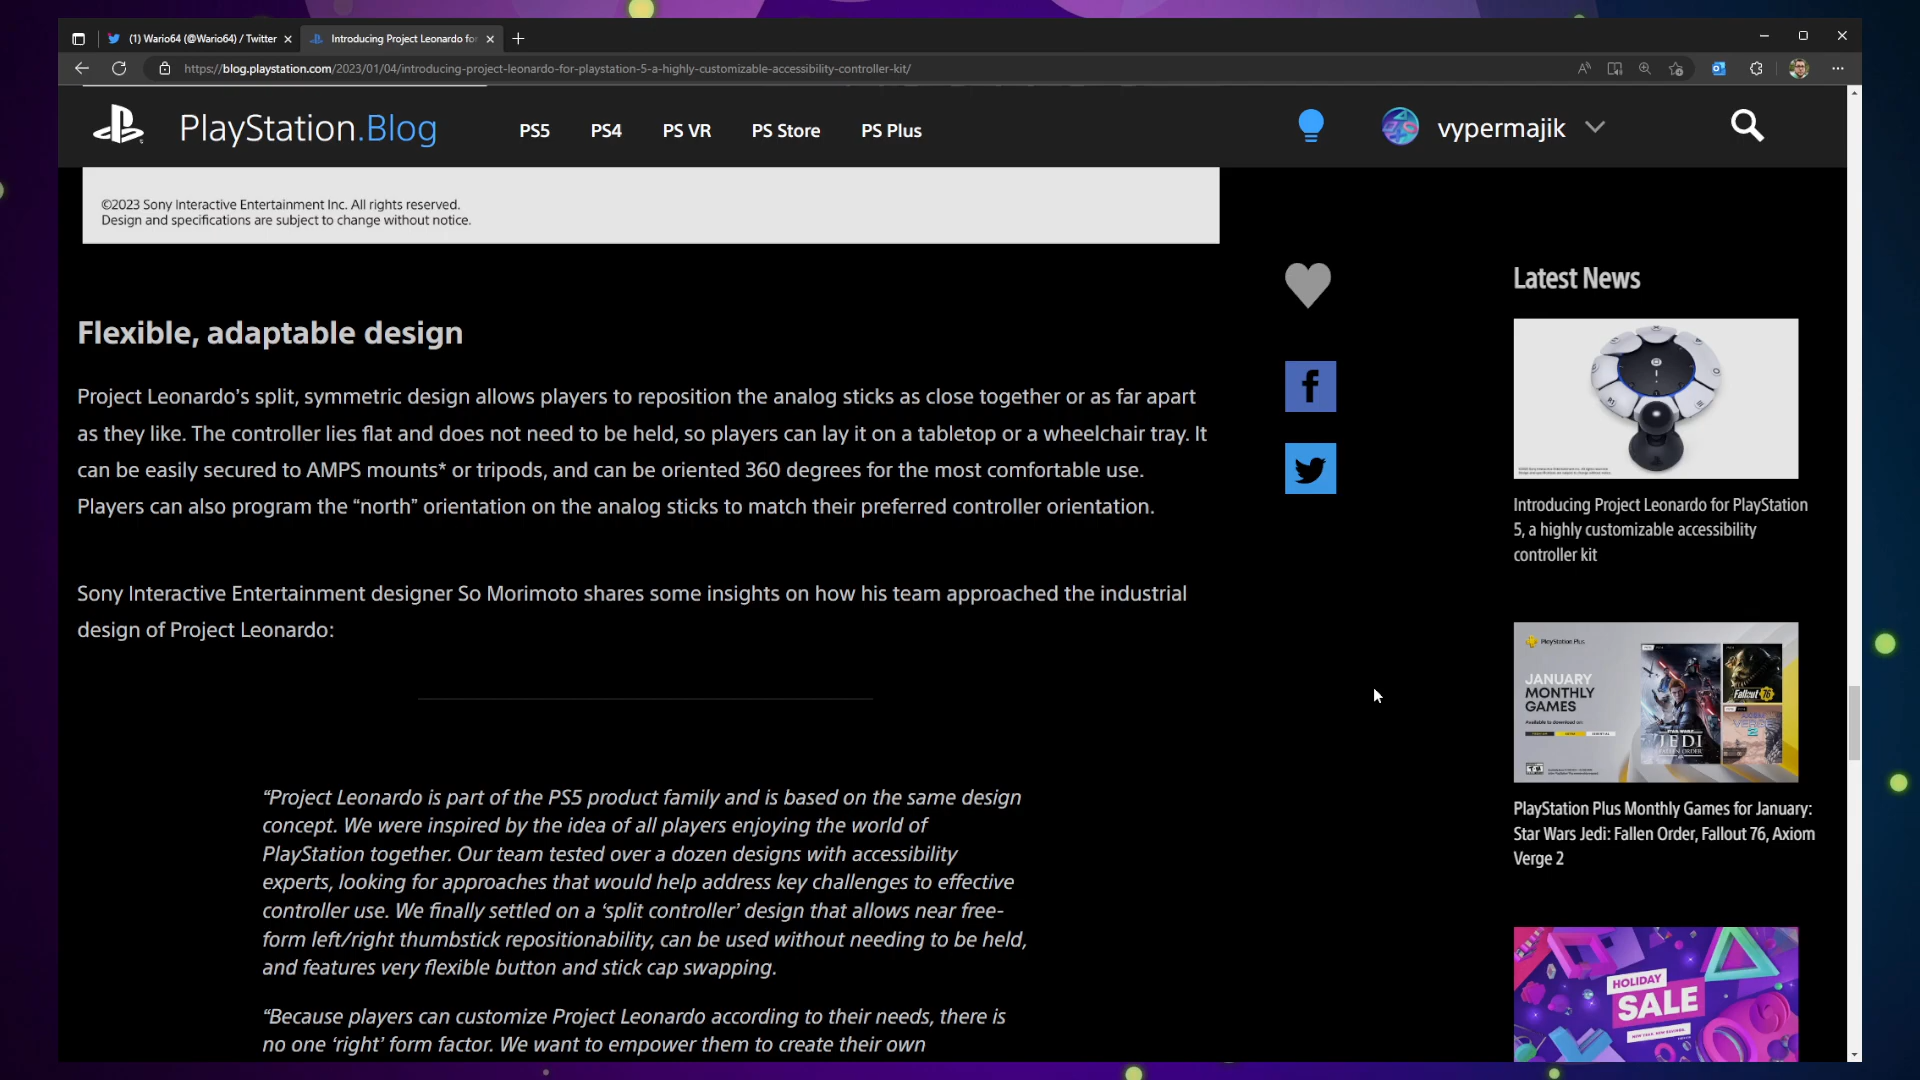 (1) Wario64 (@Wario64) / Twitter
Introducing Project Leonardo fo
https://blog.playstation.com/2023/01/04/introducing-project-leonardo-for-playstation-5-a-highly-customizable-accessibility-controller-kit/
PlayStation.Blog
PS5
PS4
PS VR
PS Store
PS Plus
vypermajik
©2023 Sony Interactive Entertainment Inc. All rights reserved.
Design and specifications are subject to change without notice.
Flexible, adaptable design
Project Leonardo's split, symmetric design allows players to reposition the analog sticks as close together or as far apart
as they like. The controller lies flat and does not need to be held, so players can lay it on a tabletop or a wheelchair tray. It
can be easily secured to AMPS mounts* or tripods, and can be oriented 360 degrees for the most comfortable use.
Players can also program the “north” orientation on the analog sticks to match their preferred controller orientation.
Sony Interactive Entertainment designer So Morimoto shares some insights on how his team approached the industrial
design of Project Leonardo:
“Project Leonardo is part of the PS5 product family and is based on the same design
concept. We were inspired by the idea of all players enjoying the world of
PlayStation together. Our team tested over a dozen designs with accessibility
experts, looking for approaches that would help address key challenges to effective
controller use. We finally settled on a ‘split controller’ design that allows near free-
form left/right thumbstick repositionability, can be used without needing to be held,
and features very flexible button and stick cap swapping.
“Because players can customize Project Leonardo according to their needs, there is
no one ‘right’ form factor. We want to empower them to create their own
Latest News
Introducing Project Leonardo for PlayStation
5, a highly customizable accessibility
controller kit
PlayStation Plus
JANUARY
MONTHLY
GAMES
Available to download on:
STAR WARS
JEDI
FALLEN ORDER
Fallout 76
AXIOM
VERGE
2
PlayStation Plus Monthly Games for January:
Star Wars Jedi: Fallen Order, Fallout 76, Axiom
Verge 2
HOLIDAY
SALE